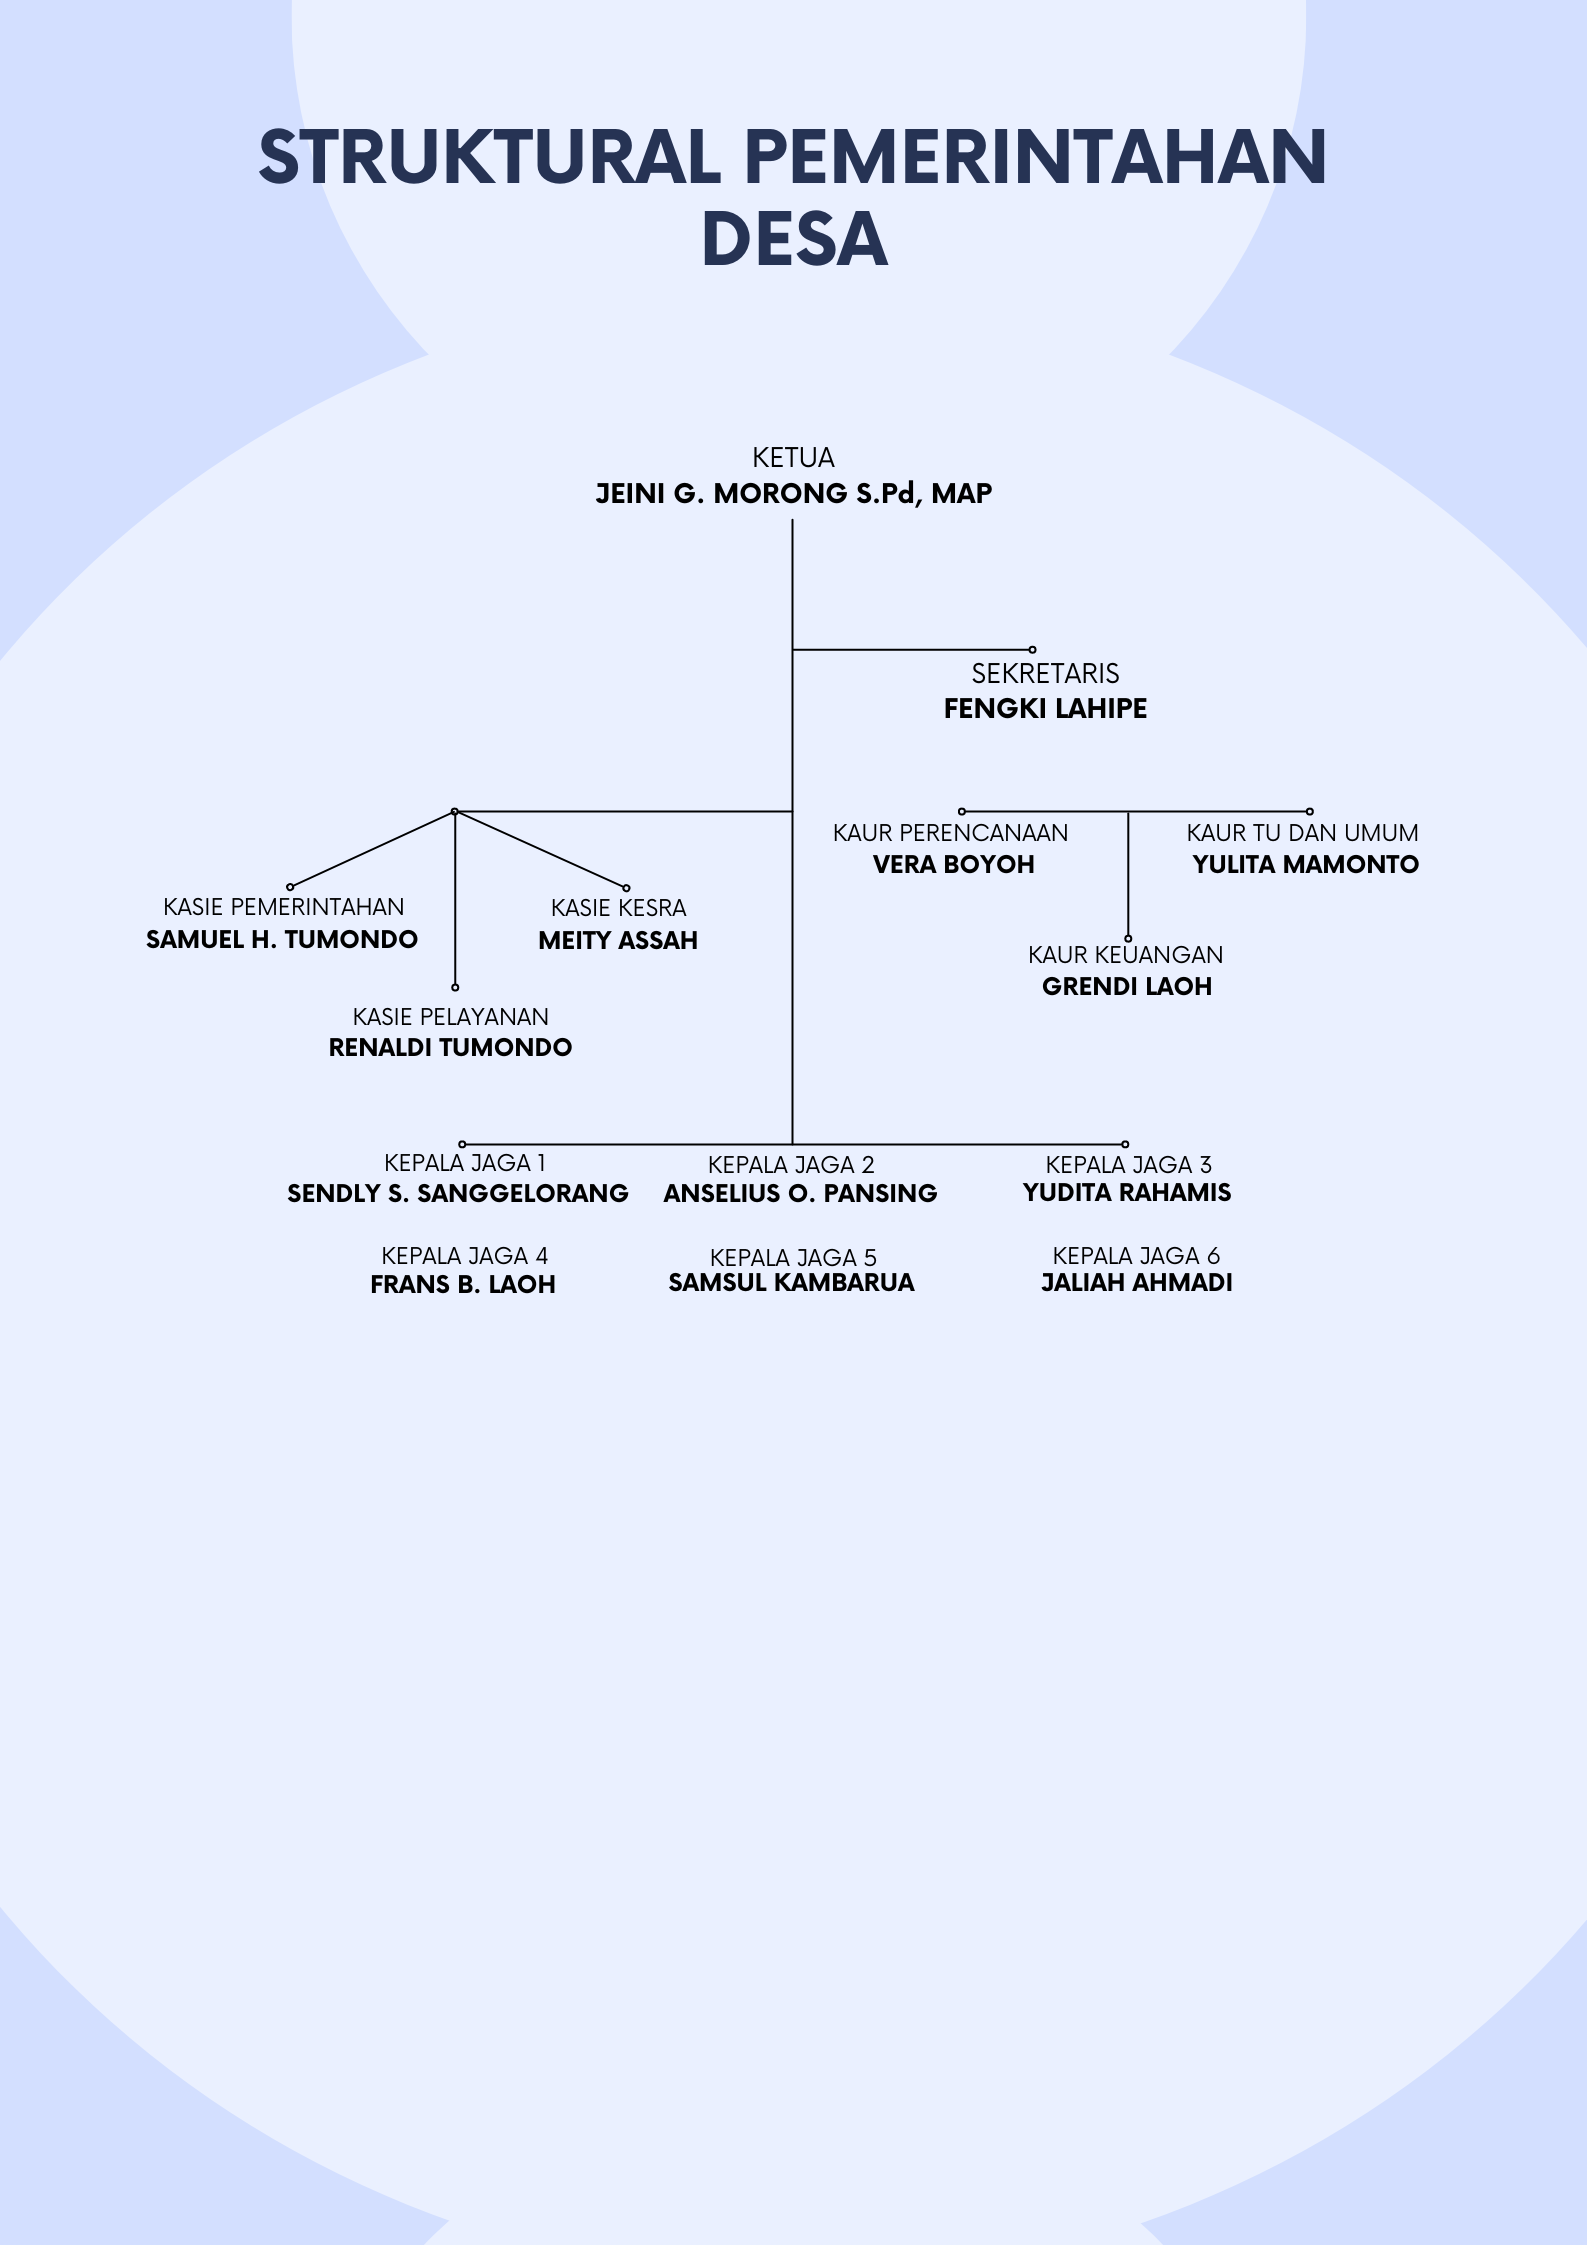 STRUKTURAL PEMERINTAHAN
DESA
KETUA
JEINI G. MORONG S.Pd, MAP
SEKRETARIS
FENGKI LAHIPE
KAUR PERENCANAAN
VERA BOYOH
KAUR TU DAN UMUM
YULITA MAMONTO
KASIE PEMERINTAHAN
SAMUEL H. TUMONDO
KASIE KESRA
MEITY ASSAH
KAUR KEUANGAN
GRENDI LAOH
KASIE PELAYANAN
RENALDI TUMONDO
KEPALA JAGA 1
SENDLY S. SANGGELORANG
KEPALA JAGA 2
ANSELIUS O. PANSING
KEPALA JAGA 3
YUDITA RAHAMIS
KEPALA JAGA 4
FRANS B. LAOH
KEPALA JAGA 5
SAMSUL KAMBARUA
KEPALA JAGA 6
JALIAH AHMADI